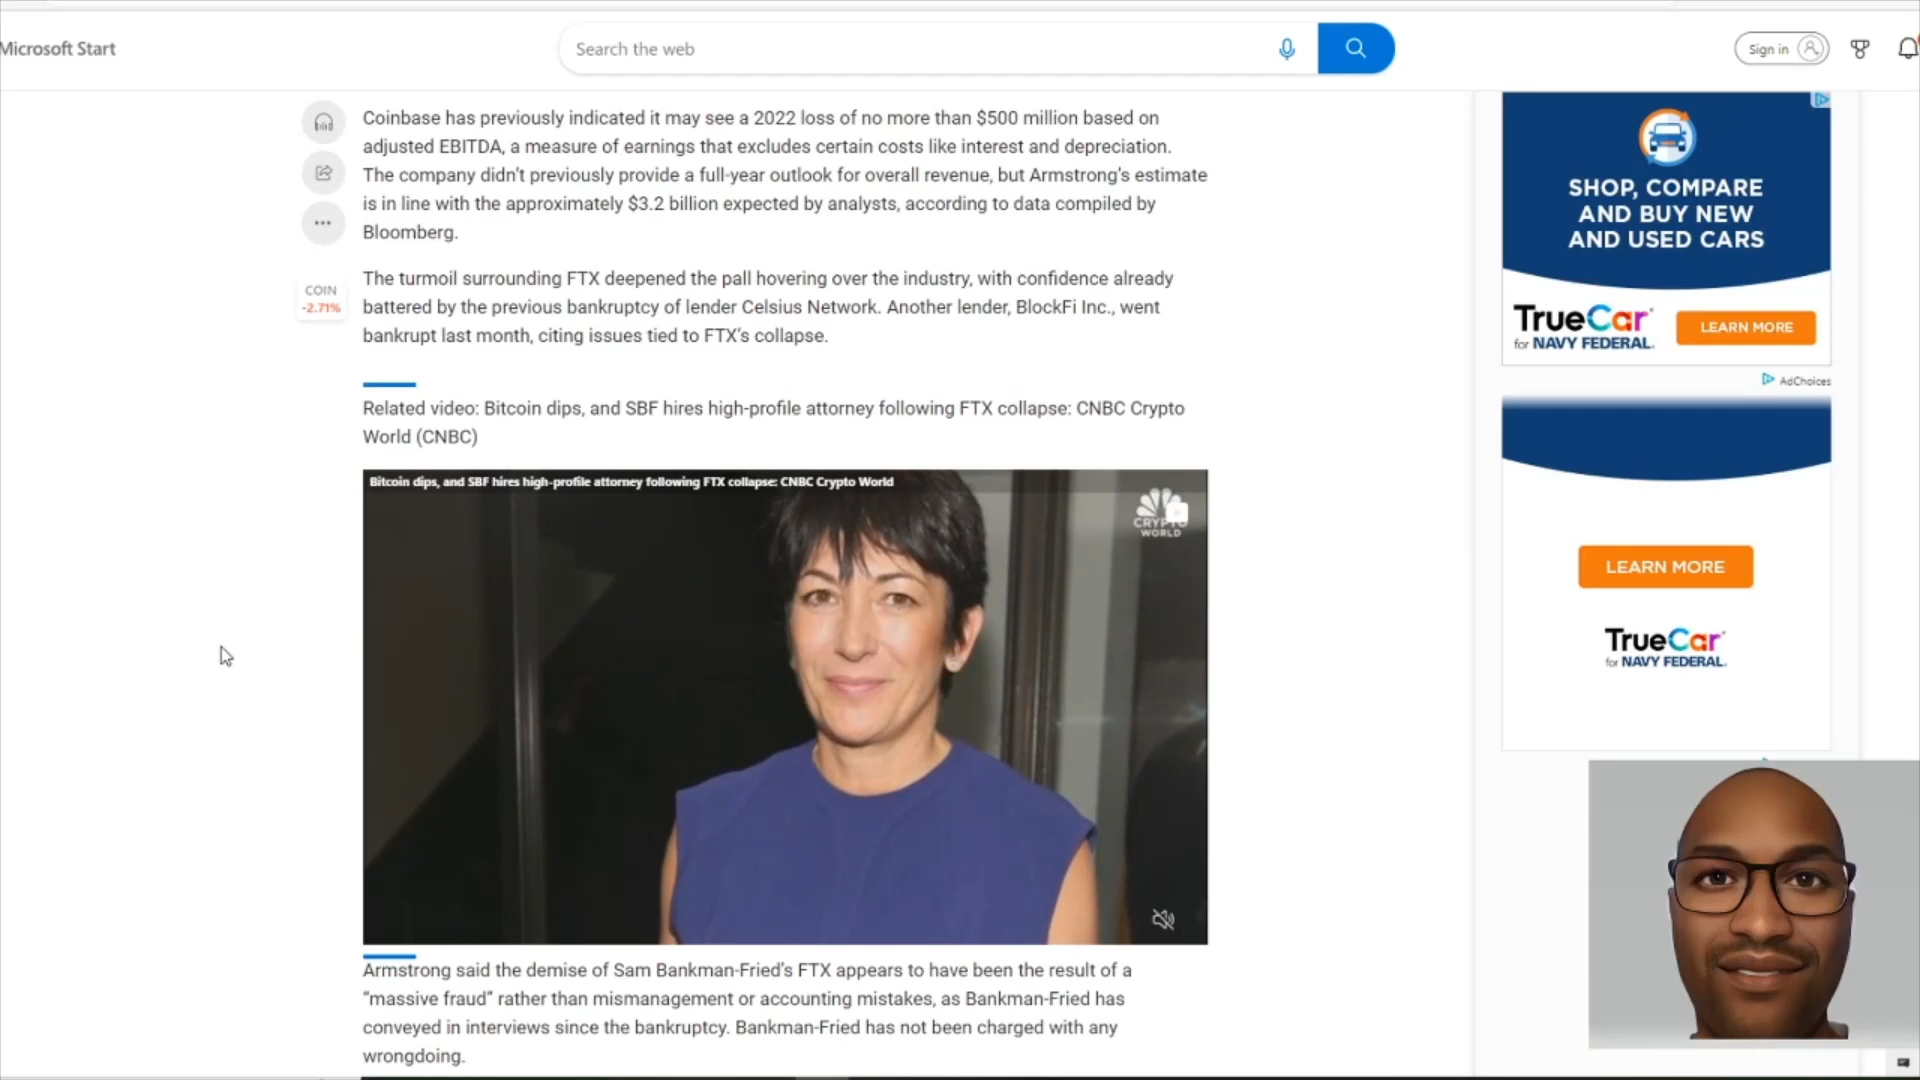 Microsoft Start
Search the web
Sign in
Coinbase has previously indicated it may see a 2022 loss of no more than $500 million based on
adjusted EBITDA, a measure of earnings that excludes certain costs like interest and depreciation.
The company didn't previously provide a full-year outlook for overall revenue, but Armstrong's estimate
is in line with the approximately $3.2 billion expected by analysts, according to data compiled by
Bloomberg.
COIN
-2.71%
The turmoil surrounding FTX deepened the pall hovering over the industry, with confidence already
battered by the previous bankruptcy of lender Celsius Network. Another lender, BlockFi Inc., went
bankrupt last month, citing issues tied to FTX's collapse.
Related video: Bitcoin dips, and SBF hires high-profile attorney following FTX collapse: CNBC Crypto
World (CNBC)
Bitcoin dips, and SBF hires high-profile attorney following FTX collapse: CNBC Crypto World
CRYPTO
WORLD
Armstrong said the demise of Sam Bankman-Fried's FTX appears to have been the result of a
“massive fraud” rather than mismanagement or accounting mistakes, as Bankman-Fried has
conveyed in interviews since the bankruptcy. Bankman-Fried has not been charged with any
wrongdoing.
SHOP, COMPARE
AND BUY NEW
AND USED CARS
TrueCar
for NAVY FEDERAL.
LEARN MORE
AdChoices
LEARN MORE
TrueCar
for NAVY FEDERAL.